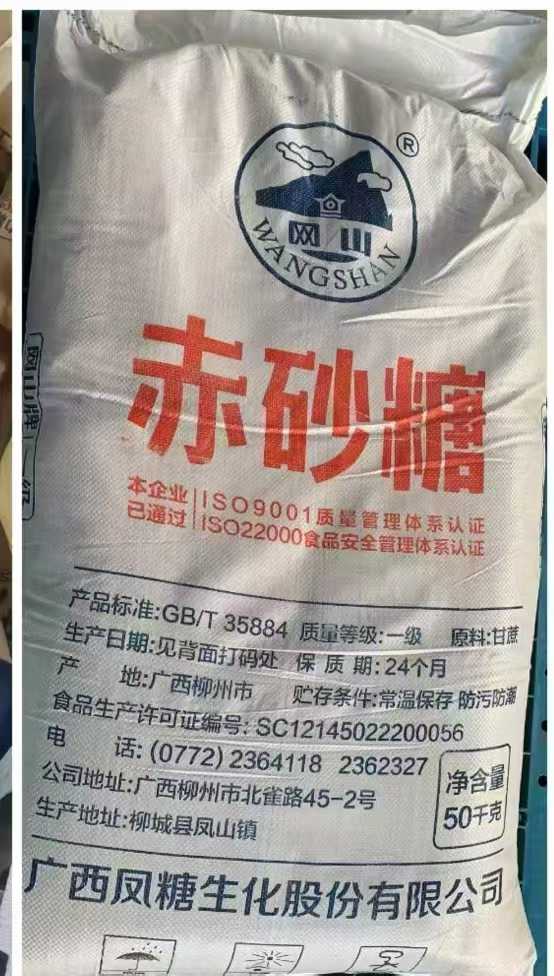 ®
网山
WANGSHAN
赤砂糖
网山牌 一级
本企业 ISO9001质量管理体系认证
已通过 ISO22000食品安全管理体系认证
产品标准:GB/T 35884 质量等级:一级 原料:甘蔗
生产日期:见背面打码处 保质期:24个月
产 地:广西柳州市 贮存条件:常温保存 防污防潮
食品生产许可证编号: SC12145022200056
电 话: (0772) 2364118 2362327
公司地址:广西柳州市北雀路45-2号
生产地址:柳城县凤山镇
净含量
50千克
广西凤糖生化股份有限公司